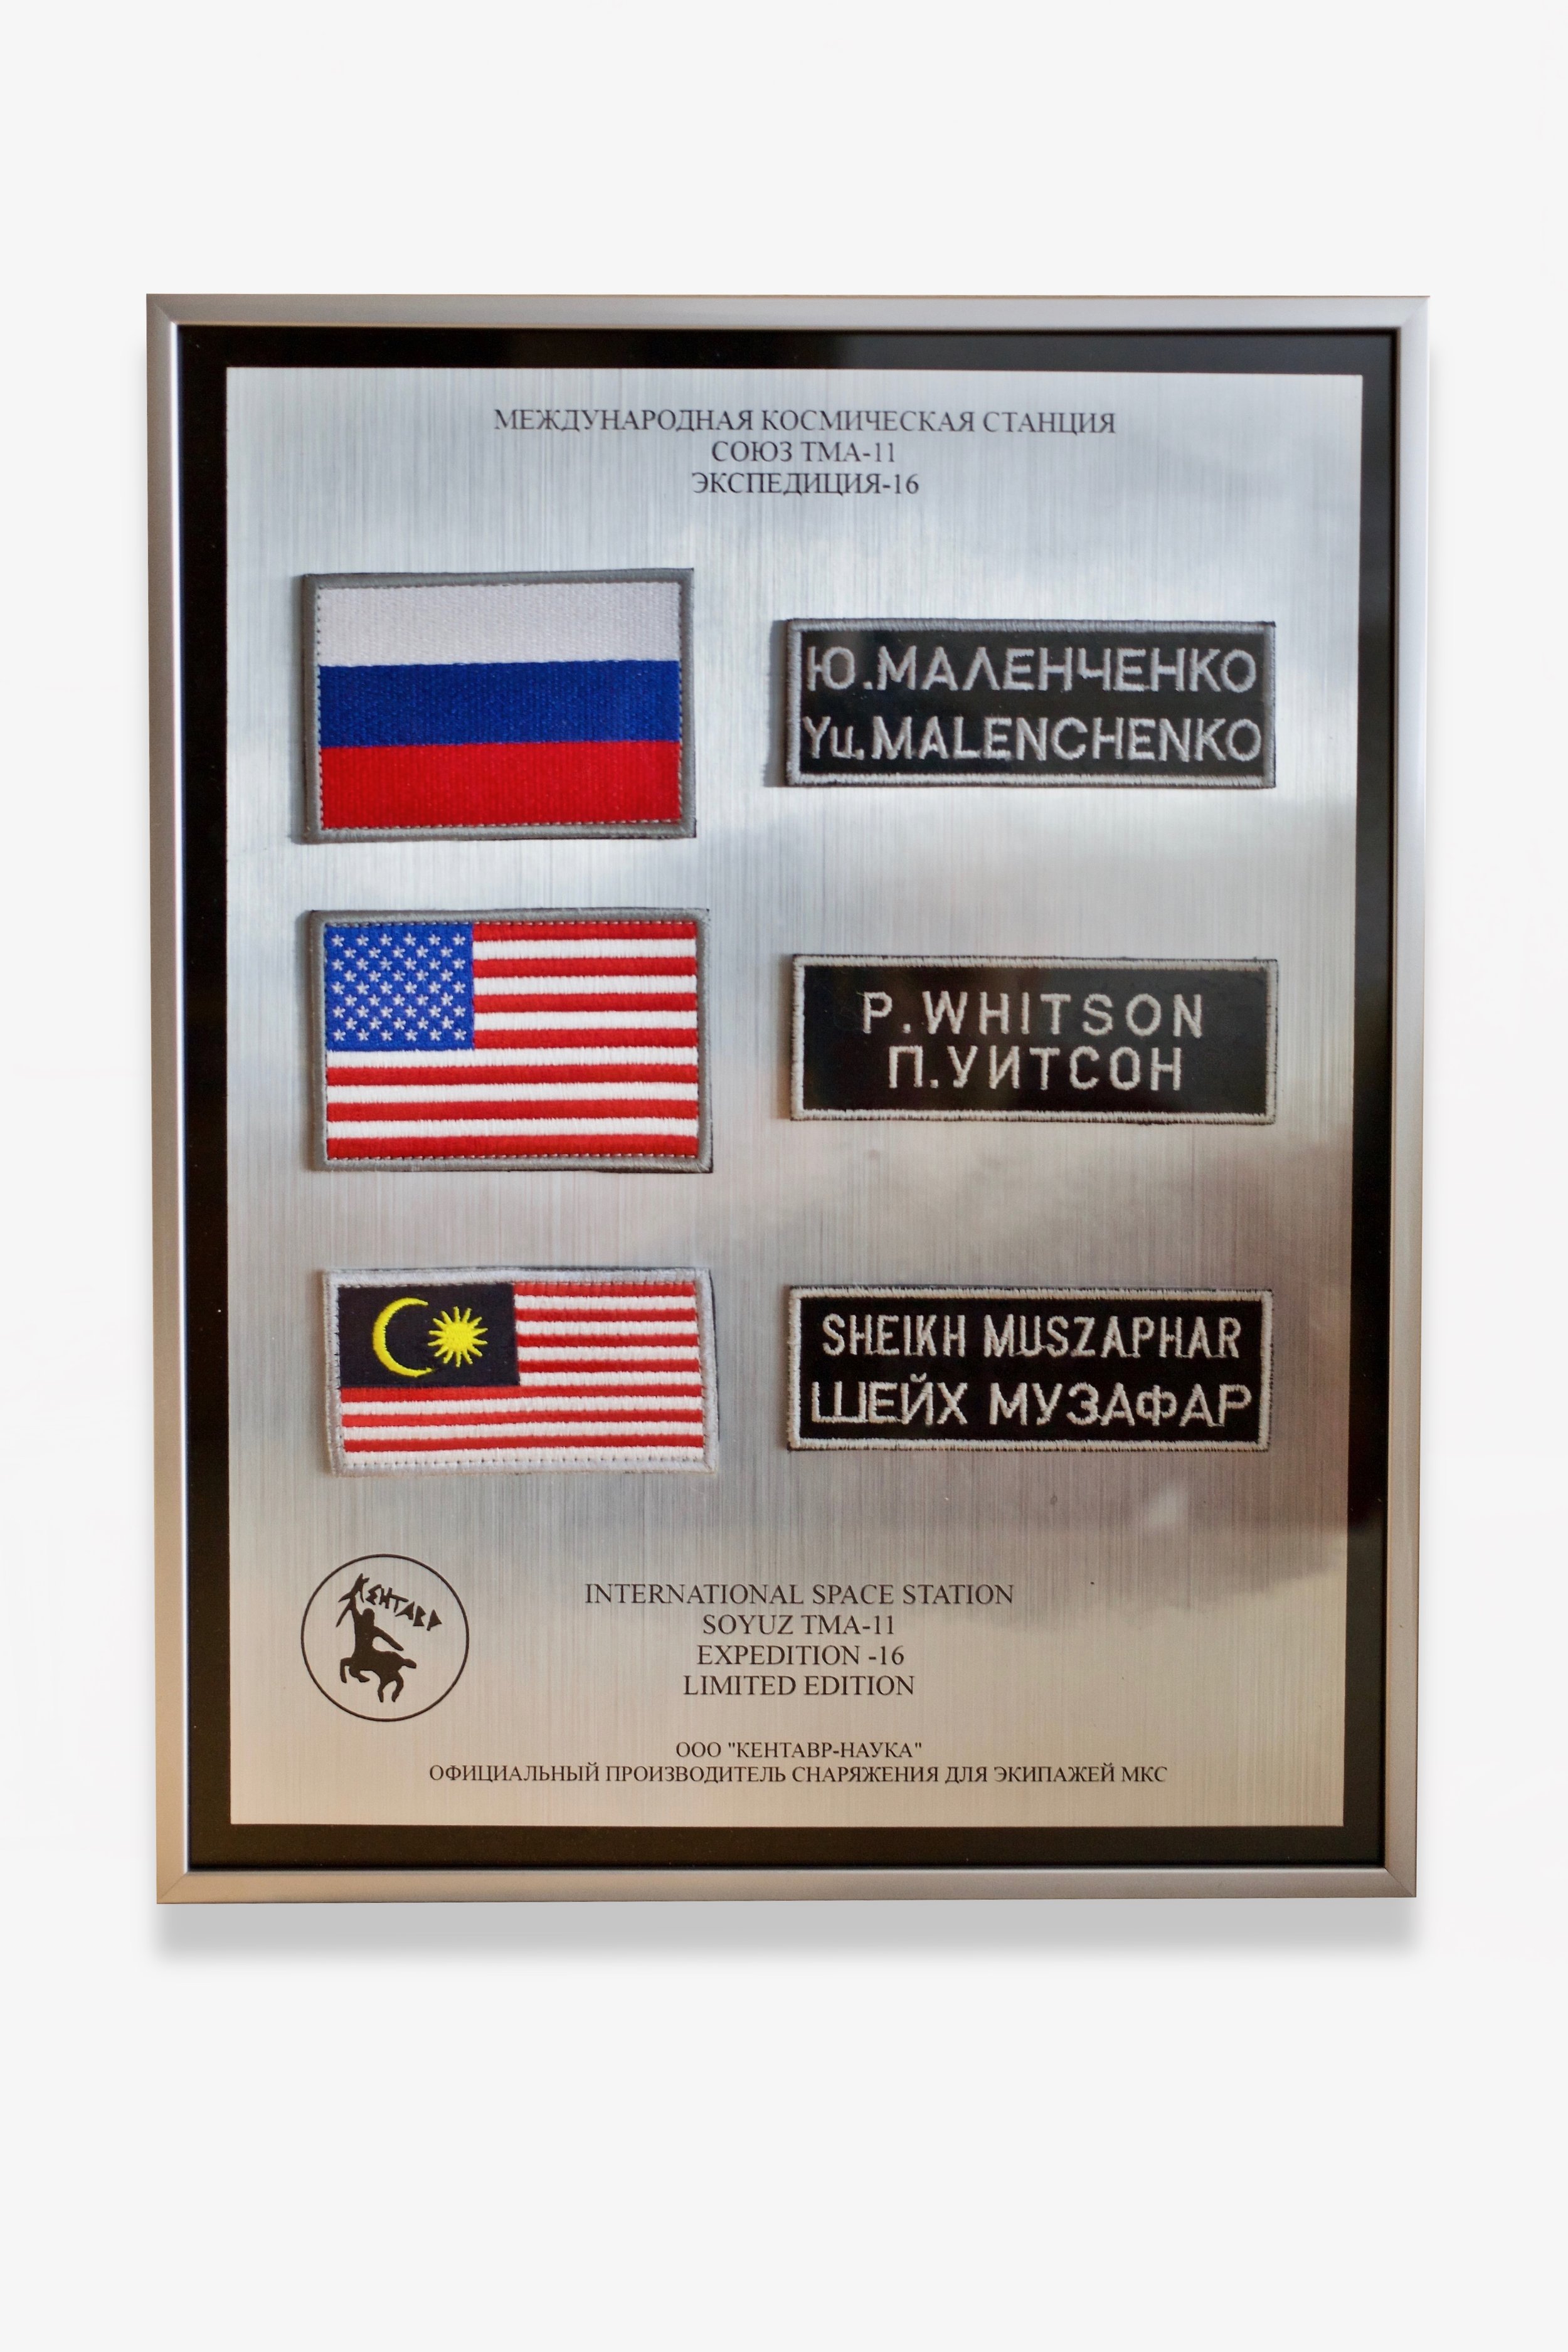 МЕЖДУНАРОДНАЯ КОСМИЧЕСКАЯ СТАНЦИЯ
СОЮЗ ТМА-11
ЭКСПЕДИЦИЯ-16
Ю.МАЛЕНЧЕНКО
Yu.MALENCHENKO
P.WHITSON
П.УИТСОН
SHEIKH MUSZAPHAR
ШЕЙХ МУЗАФАР
КЕНТАВР
INTERNATIONAL SPACE STATION
SOYUZ TMA-11
EXPEDITION -16
LIMITED EDITION
ООО "КЕНТАВР-НАУКА"
ОФИЦИАЛЬНЫЙ ПРОИЗВОДИТЕЛЬ СНАРЯЖЕНИЯ ДЛЯ ЭКИПАЖЕЙ МКС